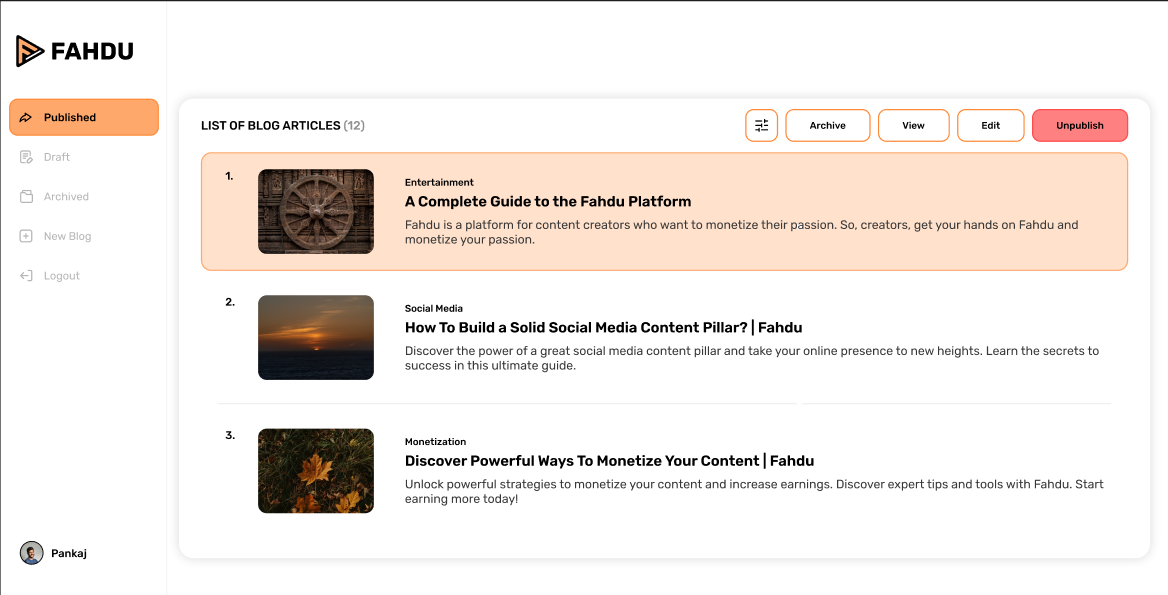 FAHDU
Published
Draft
Archived
New Blog
Logout
Pankaj
LIST OF BLOG ARTICLES (12)
Archive
View
Edit
Unpublish
1.
Entertainment
A Complete Guide to the Fahdu Platform
Fahdu is a platform for content creators who want to monetize their passion. So, creators, get your hands on Fahdu and
monetize your passion.
2.
Social Media
How To Build a Solid Social Media Content Pillar? | Fahdu
Discover the power of a great social media content pillar and take your online presence to new heights. Learn the secrets to
success in this ultimate guide.
3.
Monetization
Discover Powerful Ways To Monetize Your Content | Fahdu
Unlock powerful strategies to monetize your content and increase earnings. Discover expert tips and tools with Fahdu. Start
earning more today!